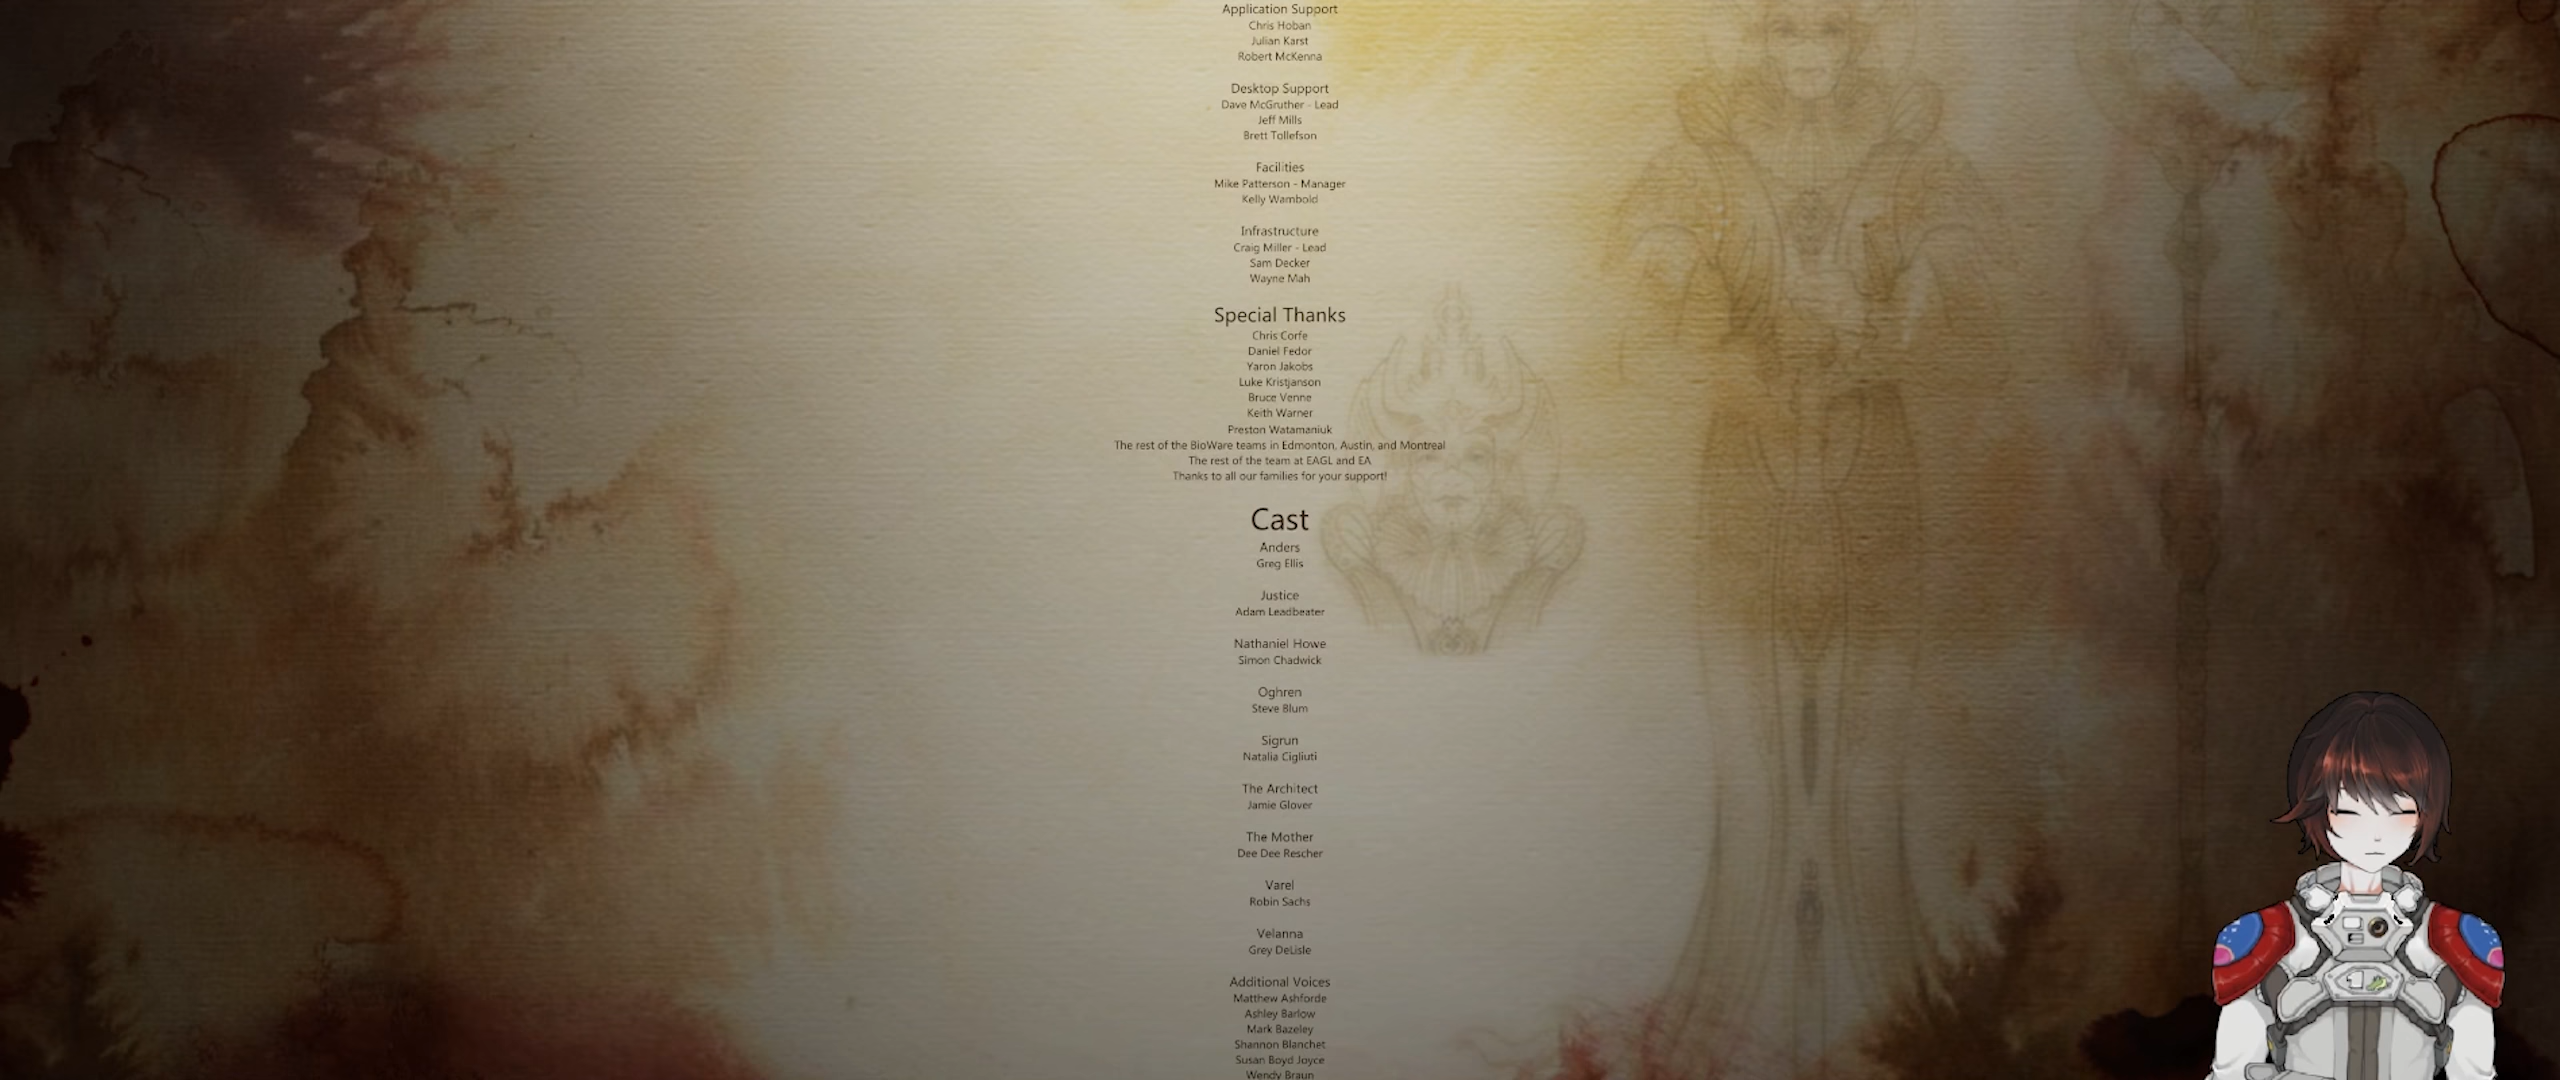 Application Support
Chris Hoban
Julian Karst
Robert McKenna
Desktop Support
Dave McGruther - Lead
Jeff Mills
Brett Tollefson
Facilities
Mike Patterson - Manager
Kelly Wambold
Infrastructure
Craig Miller - Lead
Sam Decker
Wayne Mah
Special Thanks
Chris Corfe
Daniel Fedor
Yaron Jakobs
Luke Kristjanson
Bruce Venne
Keith Warner
Preston Watamaniuk
The rest of the BioWare teams in Edmonton, Austin, and Montreal
The rest of the team at EAGL and EA
Thanks to all our families for your support!
Cast
Anders
Greg Ellis
Justice
Adam Leadbeater
Nathaniel Howe
Simon Chadwick
Oghren
Steve Blum
Sigrun
Natalia Cigliuti
The Architect
Jamie Glover
The Mother
Dee Dee Rescher
Varel
Robin Sachs
Velanna
Grey DeLisle
Additional Voices
Matthew Ashforde
Ashley Barlow
Mark Bazeley
Shannon Blanchet
Susan Boyd Joyce
Wendy Braun